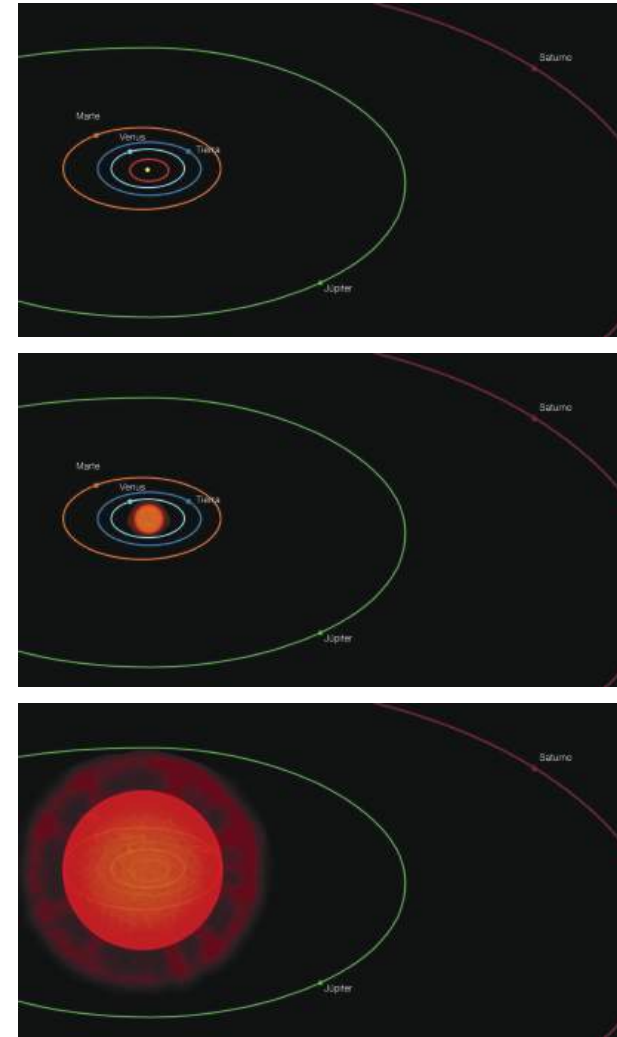 Saturno
Marte
Venus
Tierra
Júpiter
Saturno
Marte
Venus
Tierra
Júpiter
Saturno
Júpiter